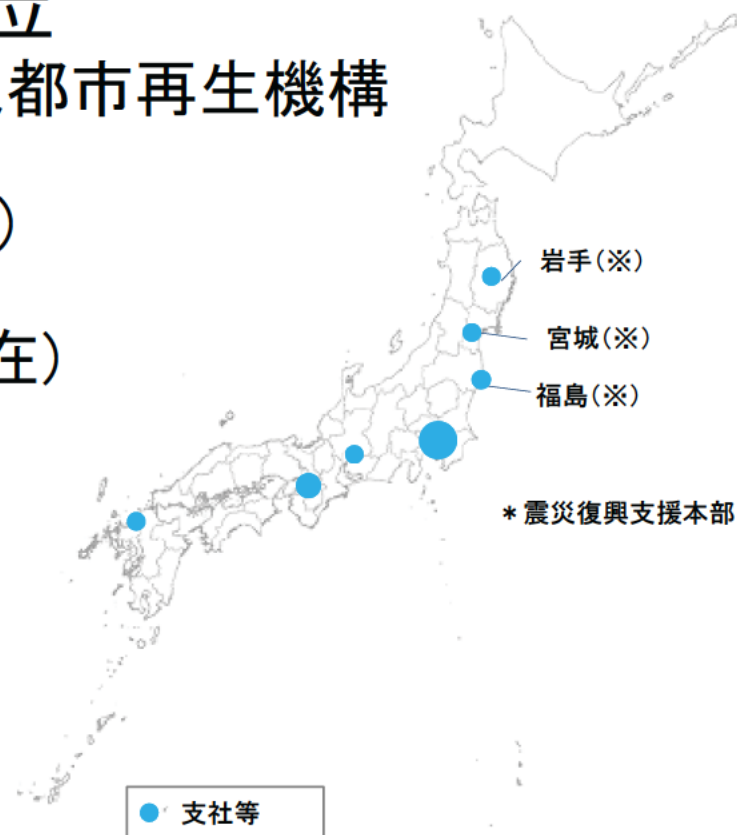 立
都市再生機構
）
在）
岩手（※）
宮城（※）
福島（※）
＊震災復興支援本部
支社等